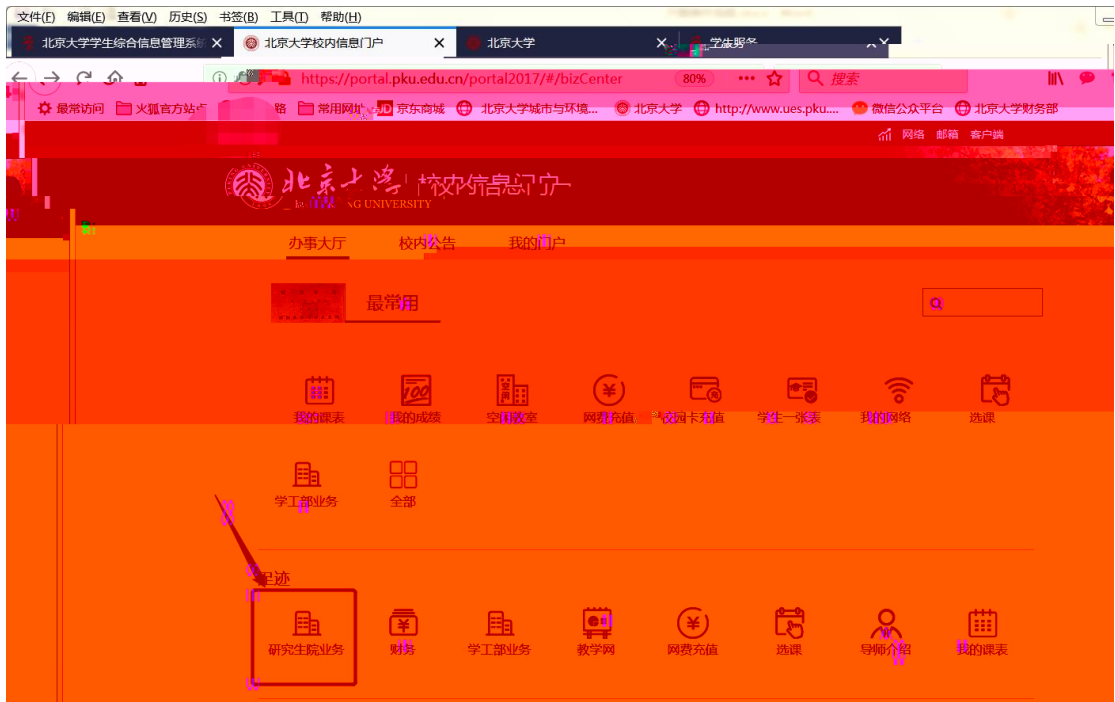 文件(F) 编辑(E) 查看(V) 历史(S) 书签(B) 工具(T) 帮助(H)
北京大学学生综合信息管理系统 北京大学校内信息门户 北京大学
https://portal.pku.edu.cn/portal2017/#/bizCenter 80% 搜索
最常访问 火狐官方站点 常用网址 京东商城 北京大学城市与环境... 北京大学 http://www.ues.pku.... 微信公众平台 北京大学财务部
网络 邮箱 客户端
北京大学 校内信息门户
UNIVERSITY
办事大厅 校内公告 我的门户
最常用
我的课表 我的成绩 空闲教室 网费充值 校园卡充值 学生一张表 我的网络 选课
学工部业务 全部
足迹
研究生院业务 财务 学工部业务 教学网 网费充值 选课 导师介绍 我的课表